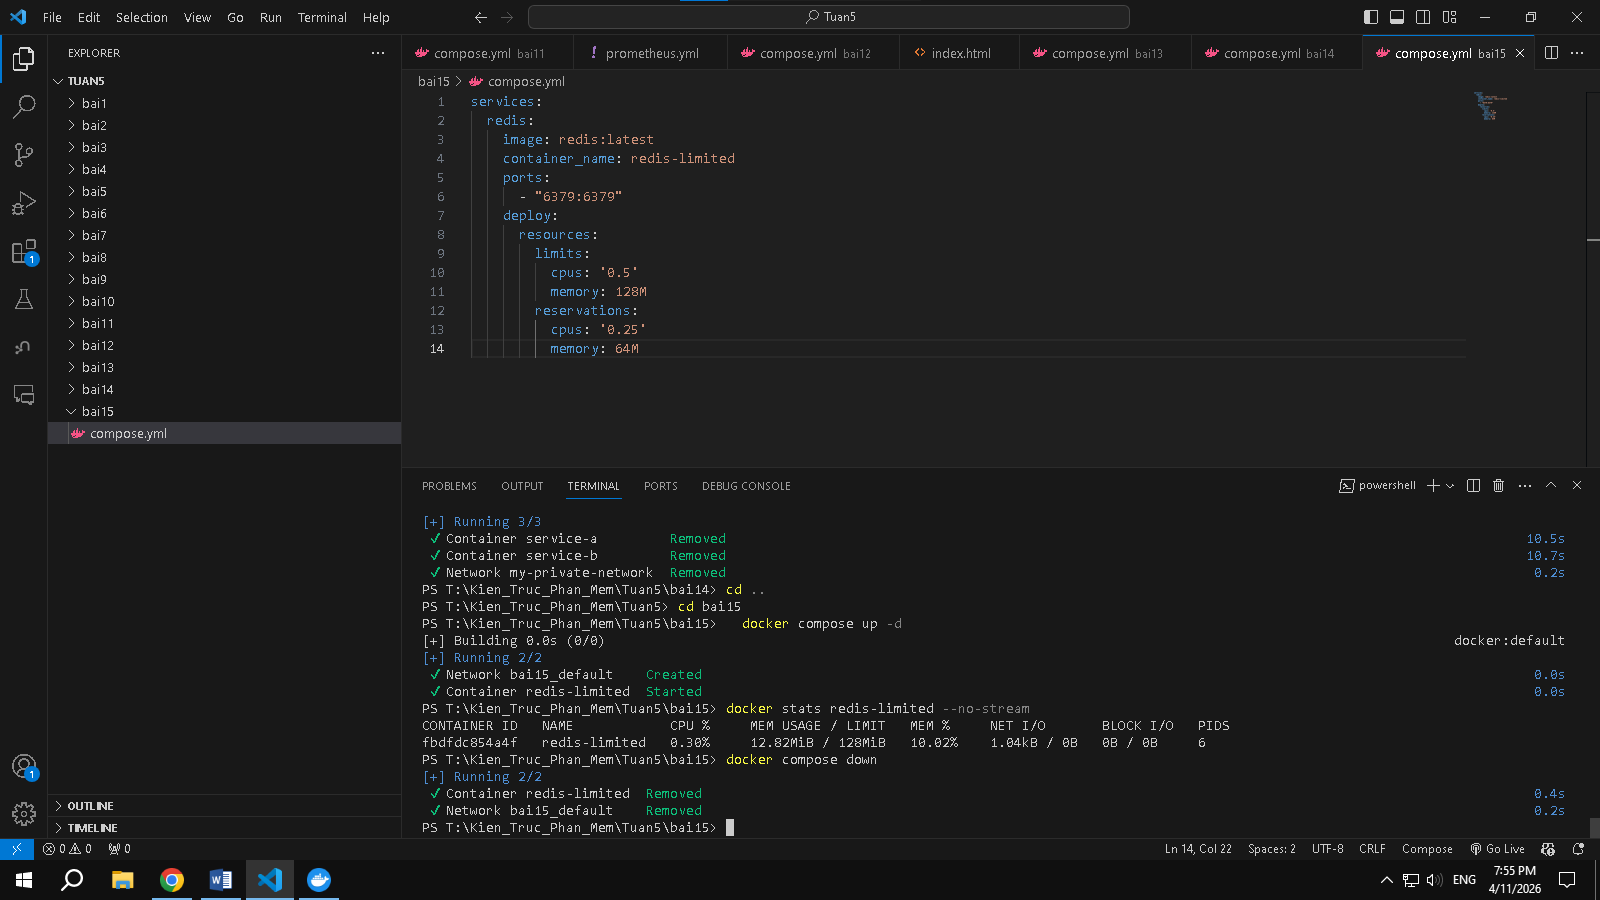 File Edit Selection View Go Run Terminal Help
Tuan5
EXPLORER
TUAN5
bai1
bai2
bai3
bai4
bai5
bai6
bai7
bai8
bai9
bai10
bai11
bai12
bai13
bai14
bai15
compose.yml
OUTLINE
TIMELINE
compose.yml bai11
! prometheus.yml
compose.yml bai12
<> index.html
compose.yml bai13
compose.yml bai14
compose.yml bai15
bai15 > compose.yml
1 services:
2 redis:
3 image: redis:latest
4 container_name: redis-limited
5 ports:
6 - "6379:6379"
7 deploy:
8 resources:
9 limits:
10 cpus: '0.5'
11 memory: 128M
12 reservations:
13 cpus: '0.25'
14 memory: 64M
PROBLEMS OUTPUT TERMINAL PORTS DEBUG CONSOLE
powershell
[+] Running 3/3
✓ Container service-a Removed 10.5s
✓ Container service-b Removed 10.7s
✓ Network my-private-network Removed 0.2s
PS T:\Kien_Truc_Phan_Mem\Tuan5\bai14> cd ..
PS T:\Kien_Truc_Phan_Mem\Tuan5> cd bai15
PS T:\Kien_Truc_Phan_Mem\Tuan5\bai15> docker compose up -d
[+] Building 0.0s (0/0) docker:default
[+] Running 2/2
✓ Network bai15_default Created 0.0s
✓ Container redis-limited Started 0.0s
PS T:\Kien_Truc_Phan_Mem\Tuan5\bai15> docker stats redis-limited --no-stream
CONTAINER ID NAME CPU % MEM USAGE / LIMIT MEM % NET I/O BLOCK I/O PIDS
fbdfdc854a4f redis-limited 0.30% 12.82MiB / 128MiB 10.02% 1.04kB / 0B 0B / 0B 6
PS T:\Kien_Truc_Phan_Mem\Tuan5\bai15> docker compose down
[+] Running 2/2
✓ Container redis-limited Removed 0.4s
✓ Network bai15_default Removed 0.2s
PS T:\Kien_Truc_Phan_Mem\Tuan5\bai15>
1
1
0 0 0
Ln 14, Col 22 Spaces: 2 UTF-8 CRLF Compose Go Live
ENG
7:55 PM
4/11/2026